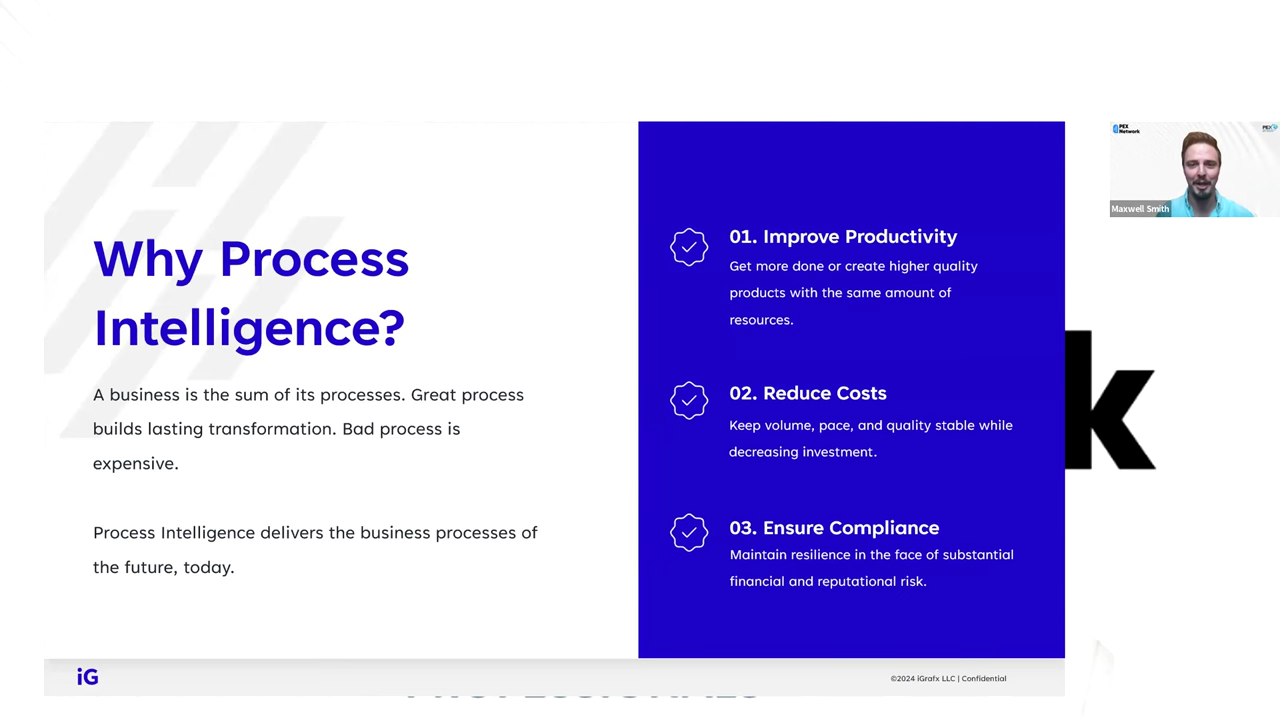 Why Process
Intelligence?
A business is the sum of its processes. Great process
builds lasting transformation. Bad process is
expensive.
Process Intelligence delivers the business processes of
the future, today.
01. Improve Productivity
Get more done or create higher quality
products with the same amount of
resources.
02. Reduce Costs
Keep volume, pace, and quality stable while
decreasing investment.
03. Ensure Compliance
Maintain resilience in the face of substantial
financial and reputational risk.
iG
©2024 iGrafx LLC | Confidential
PEX
Network
PEX
Maxwell Smith
k